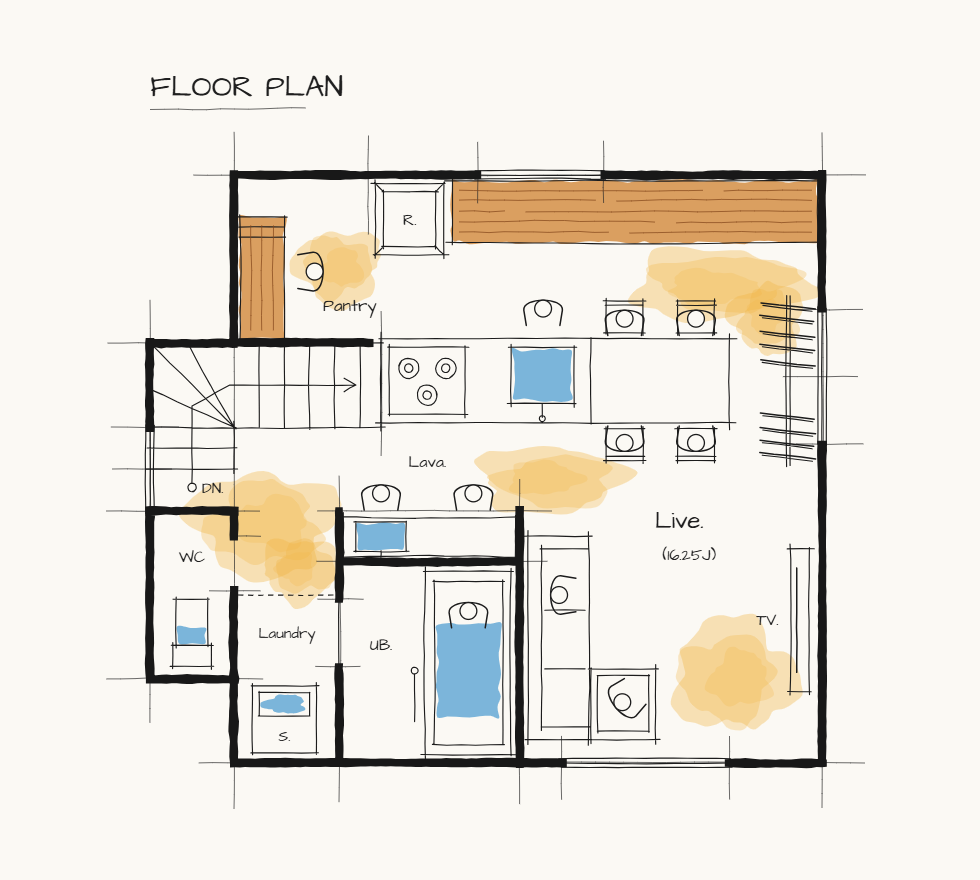 FLOOR PLAN
R.
Pantry
Lava.
DN.
Live.
(16.25J)
WC
TV.
Laundry
UB.
S.